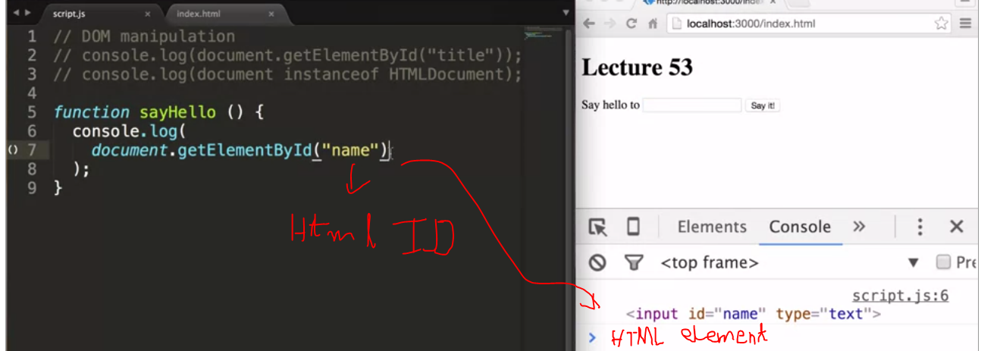 script.js × index.html ×
1 // DOM manipulation
2 // console.log(document.getElementById("title"));
3 // console.log(document instanceof HTMLDocument);
4
5 function sayHello () {
6 console.log(
7 document.getElementById("name")
8 );
9 }
Html ID
http://localhost:3000/inde ×
localhost:3000/index.html
Lecture 53
Say hello to Say it!
Elements Console »
<top frame> ▼ Pre
script.js:6
<input id="name" type="text">
> HTML element